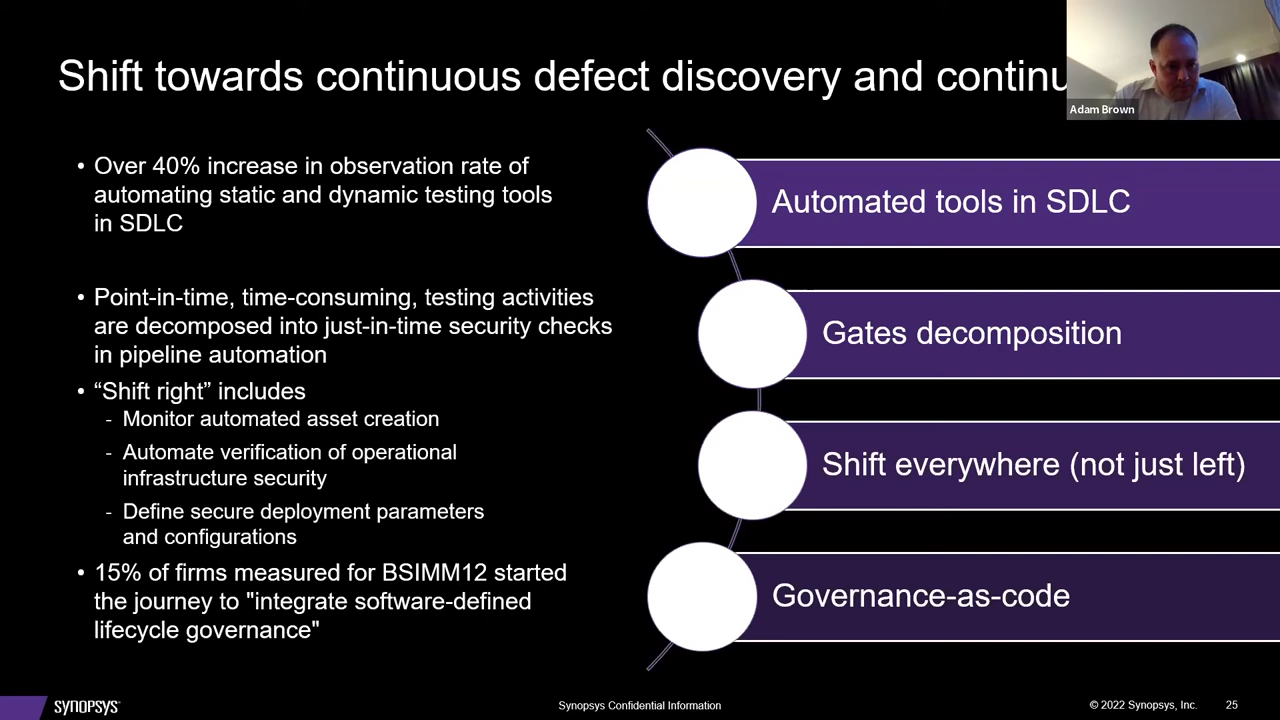 Shift towards continuous defect discovery and continu
Adam Brown
• Over 40% increase in observation rate of
automating static and dynamic testing tools
in SDLC
• Point-in-time, time-consuming, testing activities
are decomposed into just-in-time security checks
in pipeline automation
• “Shift right” includes
- Monitor automated asset creation
- Automate verification of operational
infrastructure security
- Define secure deployment parameters
and configurations
• 15% of firms measured for BSIMM12 started
the journey to "integrate software-defined
lifecycle governance"
Automated tools in SDLC
Gates decomposition
Shift everywhere (not just left)
Governance-as-code
SYNOPSYS
Synopsys Confidential Information
© 2022 Synopsys, Inc.
25